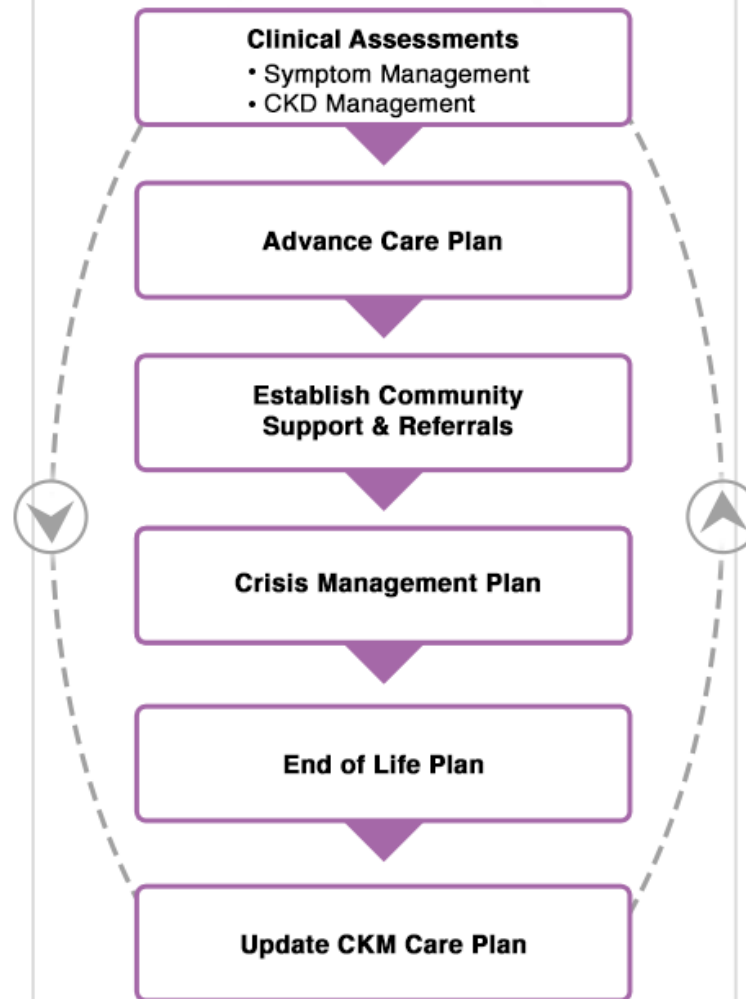 Clinical Assessments
• Symptom Management
• CKD Management
Advance Care Plan
Establish Community
Support & Referrals
Crisis Management Plan
End of Life Plan
Update CKM Care Plan